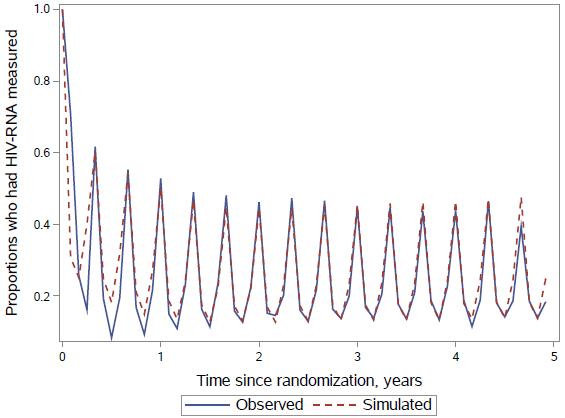 Proportions who had HIV-RNA measured
1.0
0.8
0.6
0.4
0.2
0 1 2 3 4 5
Time since randomization, years
Observed Simulated